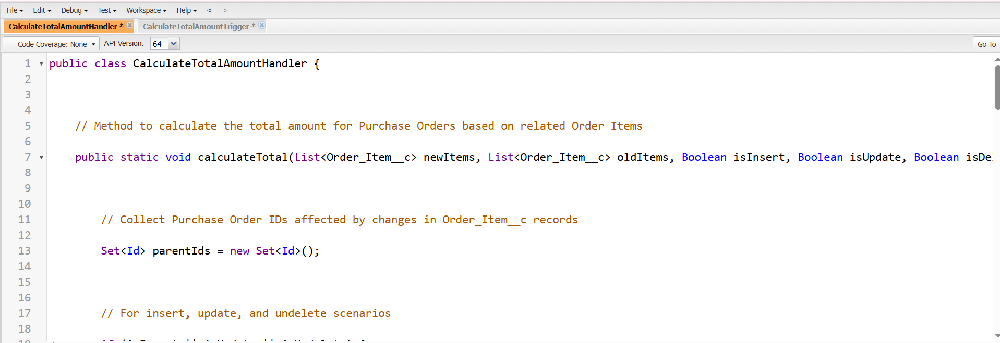 File Edit Debug Test Workspace Help < >
CalculateTotalAmountHandler * CalculateTotalAmountTrigger *
Code Coverage: None API Version: 64 Go To
1 public class CalculateTotalAmountHandler {
2
3
4
5 // Method to calculate the total amount for Purchase Orders based on related Order Items
6
7 public static void calculateTotal(List<Order_Item__c> newItems, List<Order_Item__c> oldItems, Boolean isInsert, Boolean isUpdate, Boolean isDel
8
9
10
11 // Collect Purchase Order IDs affected by changes in Order_Item__c records
12
13 Set<Id> parentIds = new Set<Id>();
14
15
16
17 // For insert, update, and undelete scenarios
18